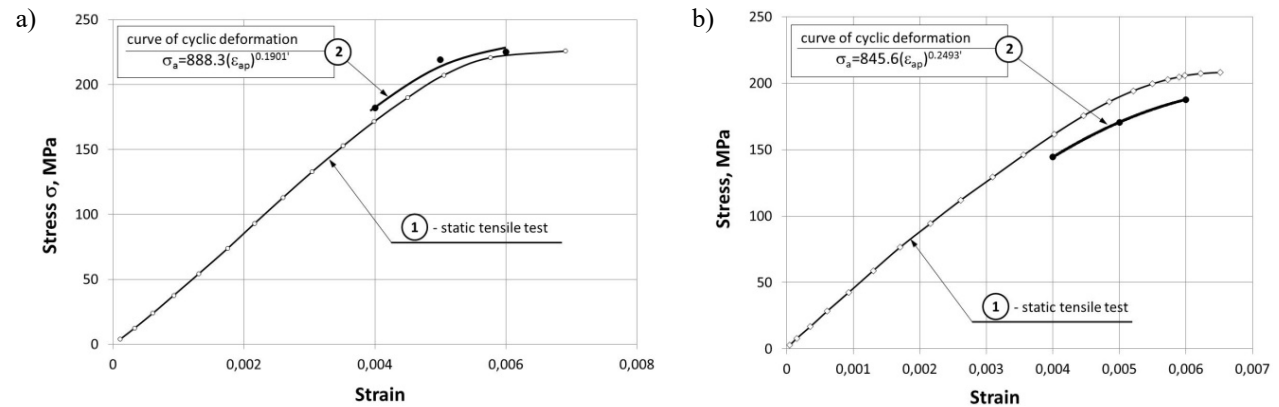 a)
curve of cyclic deformation
σa=888.3(εap)^0.1901'
2
250
200
150
100
50
0
Stress σ, MPa
1 - static tensile test
0
0,002
0,004
0,006
0,008
Strain
b)
curve of cyclic deformation
σa=845.6(εap)^0.2493'
2
250
200
150
100
50
0
Stress, MPa
1 - static tensile test
0
0,001
0,002
0,003
0,004
0,005
0,006
0,007
Strain